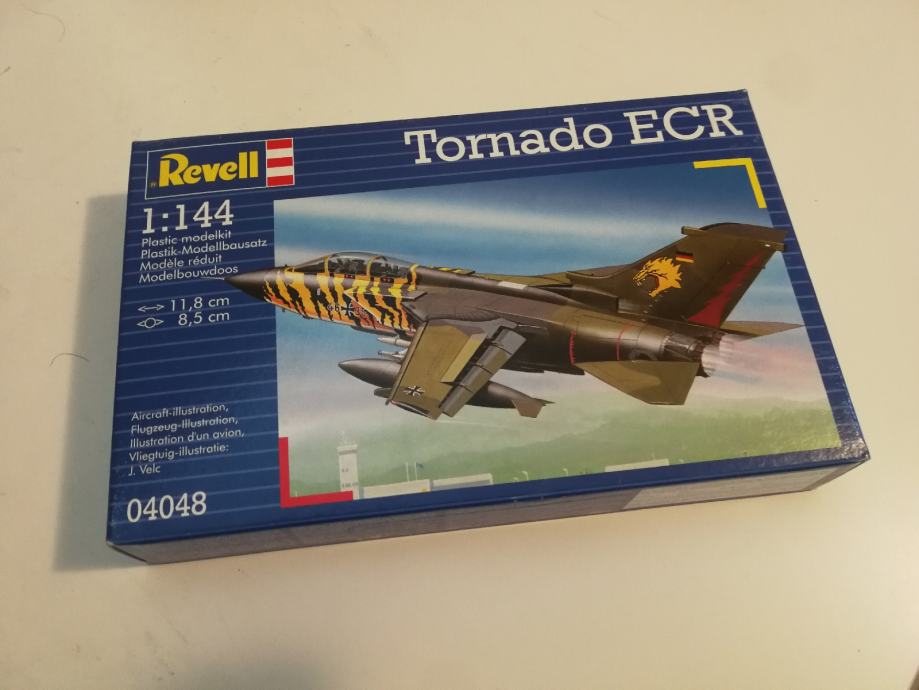 Tornado ECR
Revell
1:144
Plastic modelkit
Plastik-Modellbausatz
Modèle réduit
Modelbouwdoos
11,8 cm
8,5 cm
Aircraft-illustration,
Flugzeug-Illustration,
Illustration d'un avion,
Vliegtuig-illustratie:
J. Velc
04048